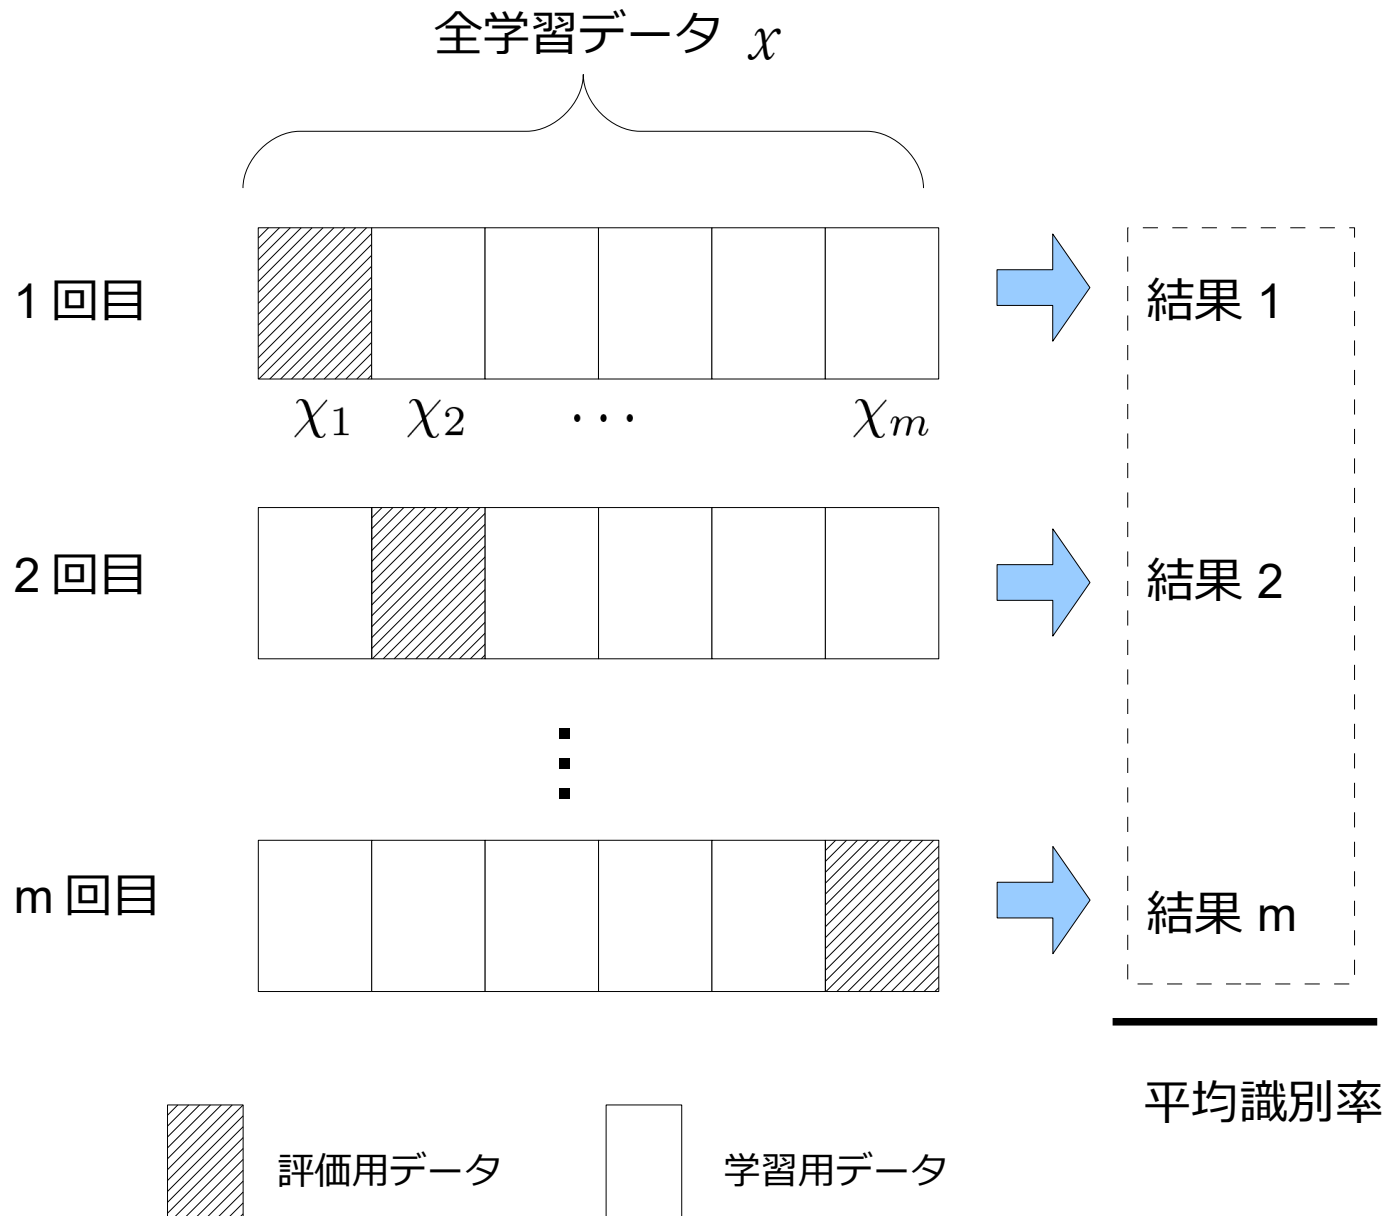 全学習データ χ
1 回目
結果 1
χ1 χ2 ··· χm
2 回目
結果 2
m 回目
結果 m
平均識別率
評価用データ 学習用データ